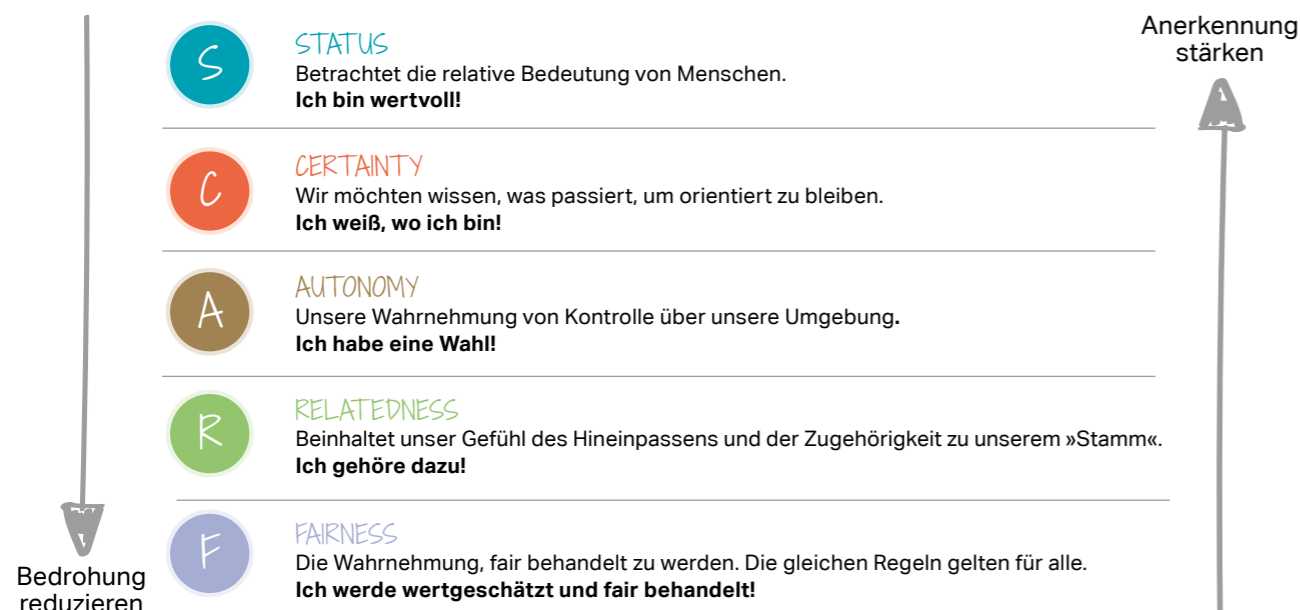 Anerkennung
stärken
S
STATUS
Betrachtet die relative Bedeutung von Menschen.
Ich bin wertvoll!
C
CERTAINTY
Wir möchten wissen, was passiert, um orientiert zu bleiben.
Ich weiß, wo ich bin!
A
AUTONOMY
Unsere Wahrnehmung von Kontrolle über unsere Umgebung.
Ich habe eine Wahl!
R
RELATEDNESS
Beinhaltet unser Gefühl des Hineinpassens und der Zugehörigkeit zu unserem »Stamm«.
Ich gehöre dazu!
F
FAIRNESS
Die Wahrnehmung, fair behandelt zu werden. Die gleichen Regeln gelten für alle.
Ich werde wertgeschätzt und fair behandelt!
Bedrohung
reduzieren